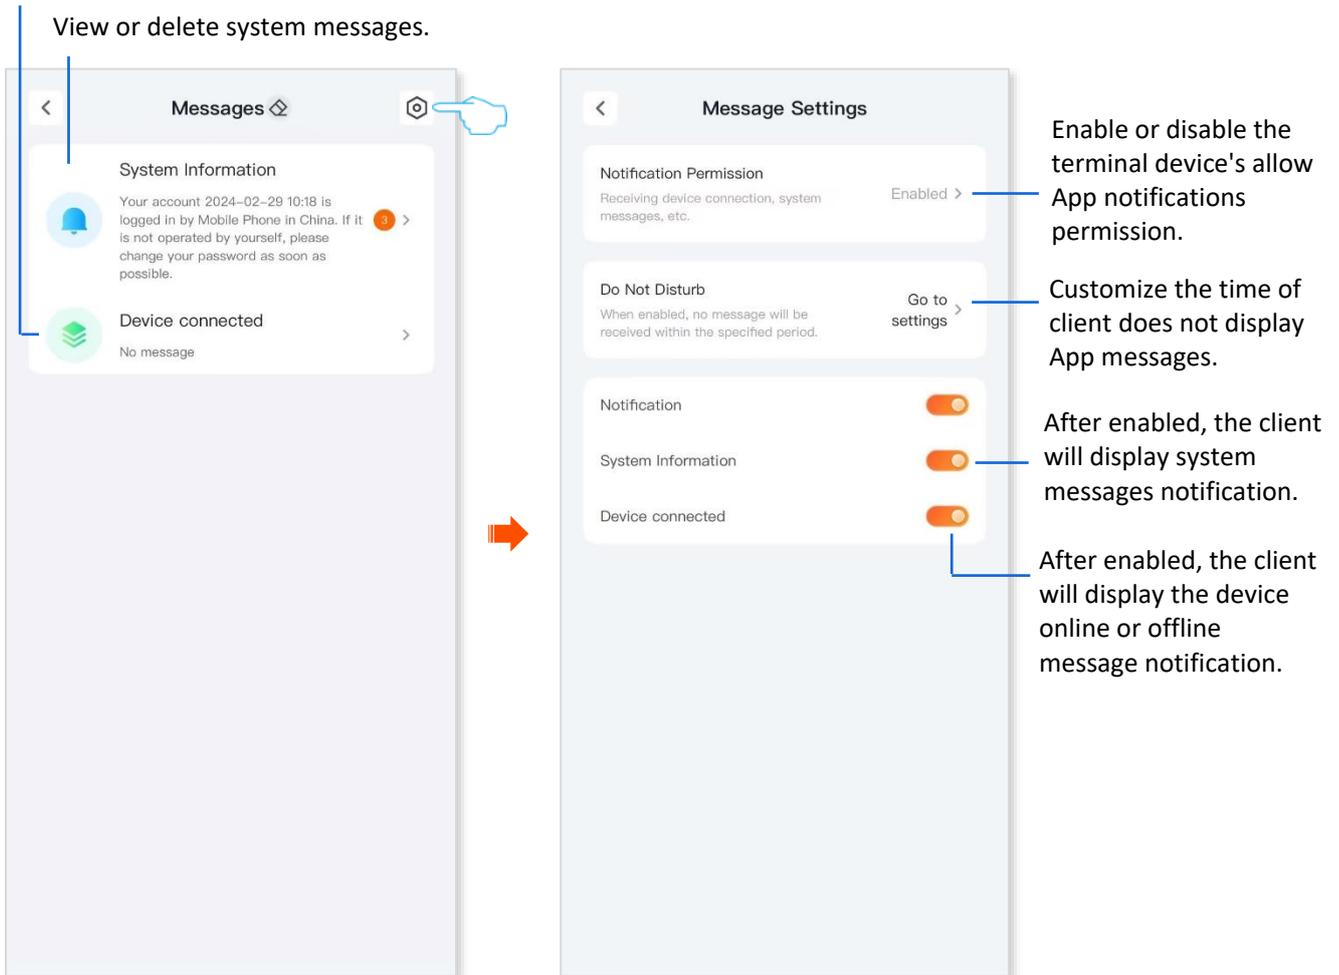 View or delete system messages.
Messages
System Information
Your account 2024-02-29 10:18 is
logged in by Mobile Phone in China. If it
is not operated by yourself, please
change your password as soon as
possible.
3
Device connected
No message
Message Settings
Notification Permission
Receiving device connection, system
messages, etc.
Enabled
Do Not Disturb
When enabled, no message will be
received within the specified period.
Go to
settings
Notification
System Information
Device connected
Enable or disable the
terminal device's allow
App notifications
permission.
Customize the time of
client does not display
App messages.
After enabled, the client
will display system
messages notification.
After enabled, the client
will display the device
online or offline
message notification.